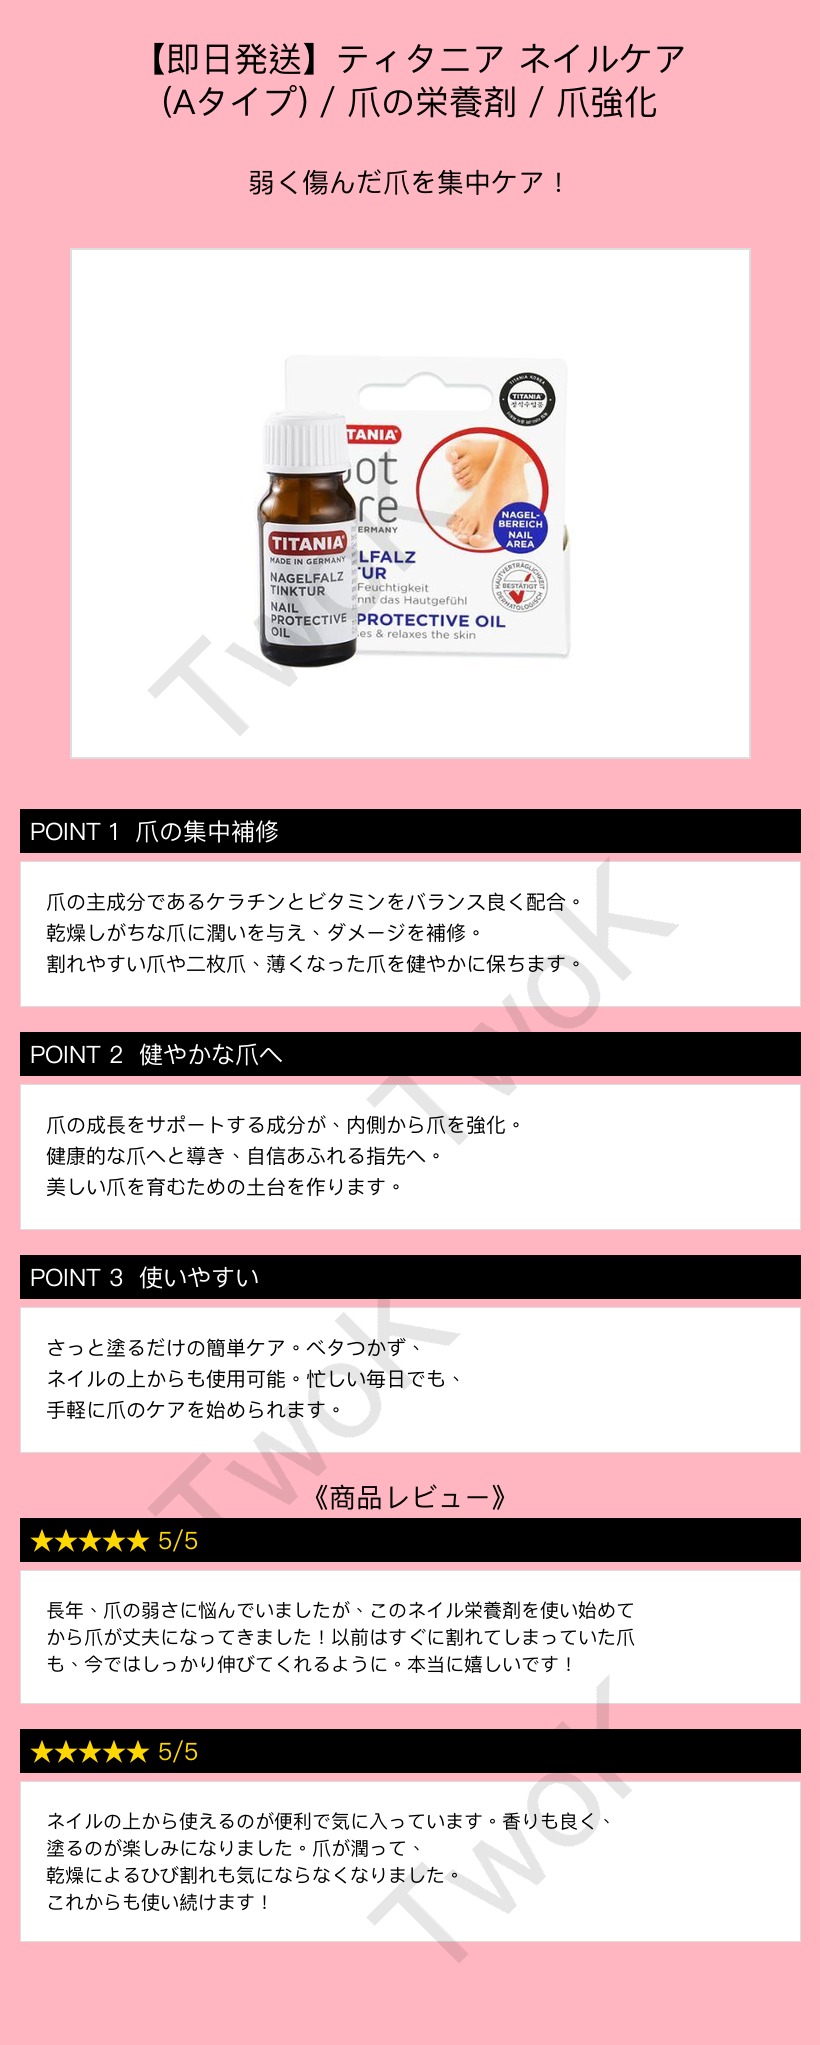 【即日発送】ティタニア ネイルケア
(Aタイプ) / 爪の栄養剤 / 爪強化
弱く傷んだ爪を集中ケア！
TITANIA KOREA
TITANIA
정식수입품
TANIA®
oot
re
ERMANY
NAGEL-
BEREICH
NAIL
AREA
LFALZ
TUR
Feuchtigkeit
nnt das Hautgefühl
HAUTVERTRÄGLICHKEIT
BESTÄTIGT
DERMATOLOGISCH
PROTECTIVE OIL
es & relaxes the skin
TITANIA®
MADE IN GERMANY
NAGELFALZ
TINKTUR
NAIL
PROTECTIVE
OIL
TwoK
POINT 1 爪の集中補修
爪の主成分であるケラチンとビタミンをバランス良く配合。
乾燥しがちな爪に潤いを与え、ダメージを補修。
割れやすい爪や二枚爪、薄くなった爪を健やかに保ちます。
TwoK
POINT 2 健やかな爪へ
爪の成長をサポートする成分が、内側から爪を強化。
健康的な爪へと導き、自信あふれる指先へ。
美しい爪を育むための土台を作ります。
POINT 3 使いやすい
さっと塗るだけの簡単ケア。ベタつかず、
ネイルの上からも使用可能。忙しい毎日でも、
手軽に爪のケアを始められます。
TwoK
《商品レビュー》
★★★★★ 5/5
長年、爪の弱さに悩んでいましたが、このネイル栄養剤を使い始めて
から爪が丈夫になってきました！以前はすぐに割れてしまっていた爪
も、今ではしっかり伸びてくれるように。本当に嬉しいです！
★★★★★ 5/5
ネイルの上から使えるのが便利で気に入っています。香りも良く、
塗るのが楽しみになりました。爪が潤って、
乾燥によるひび割れも気にならなくなりました。
これからも使い続けます！
TwoK